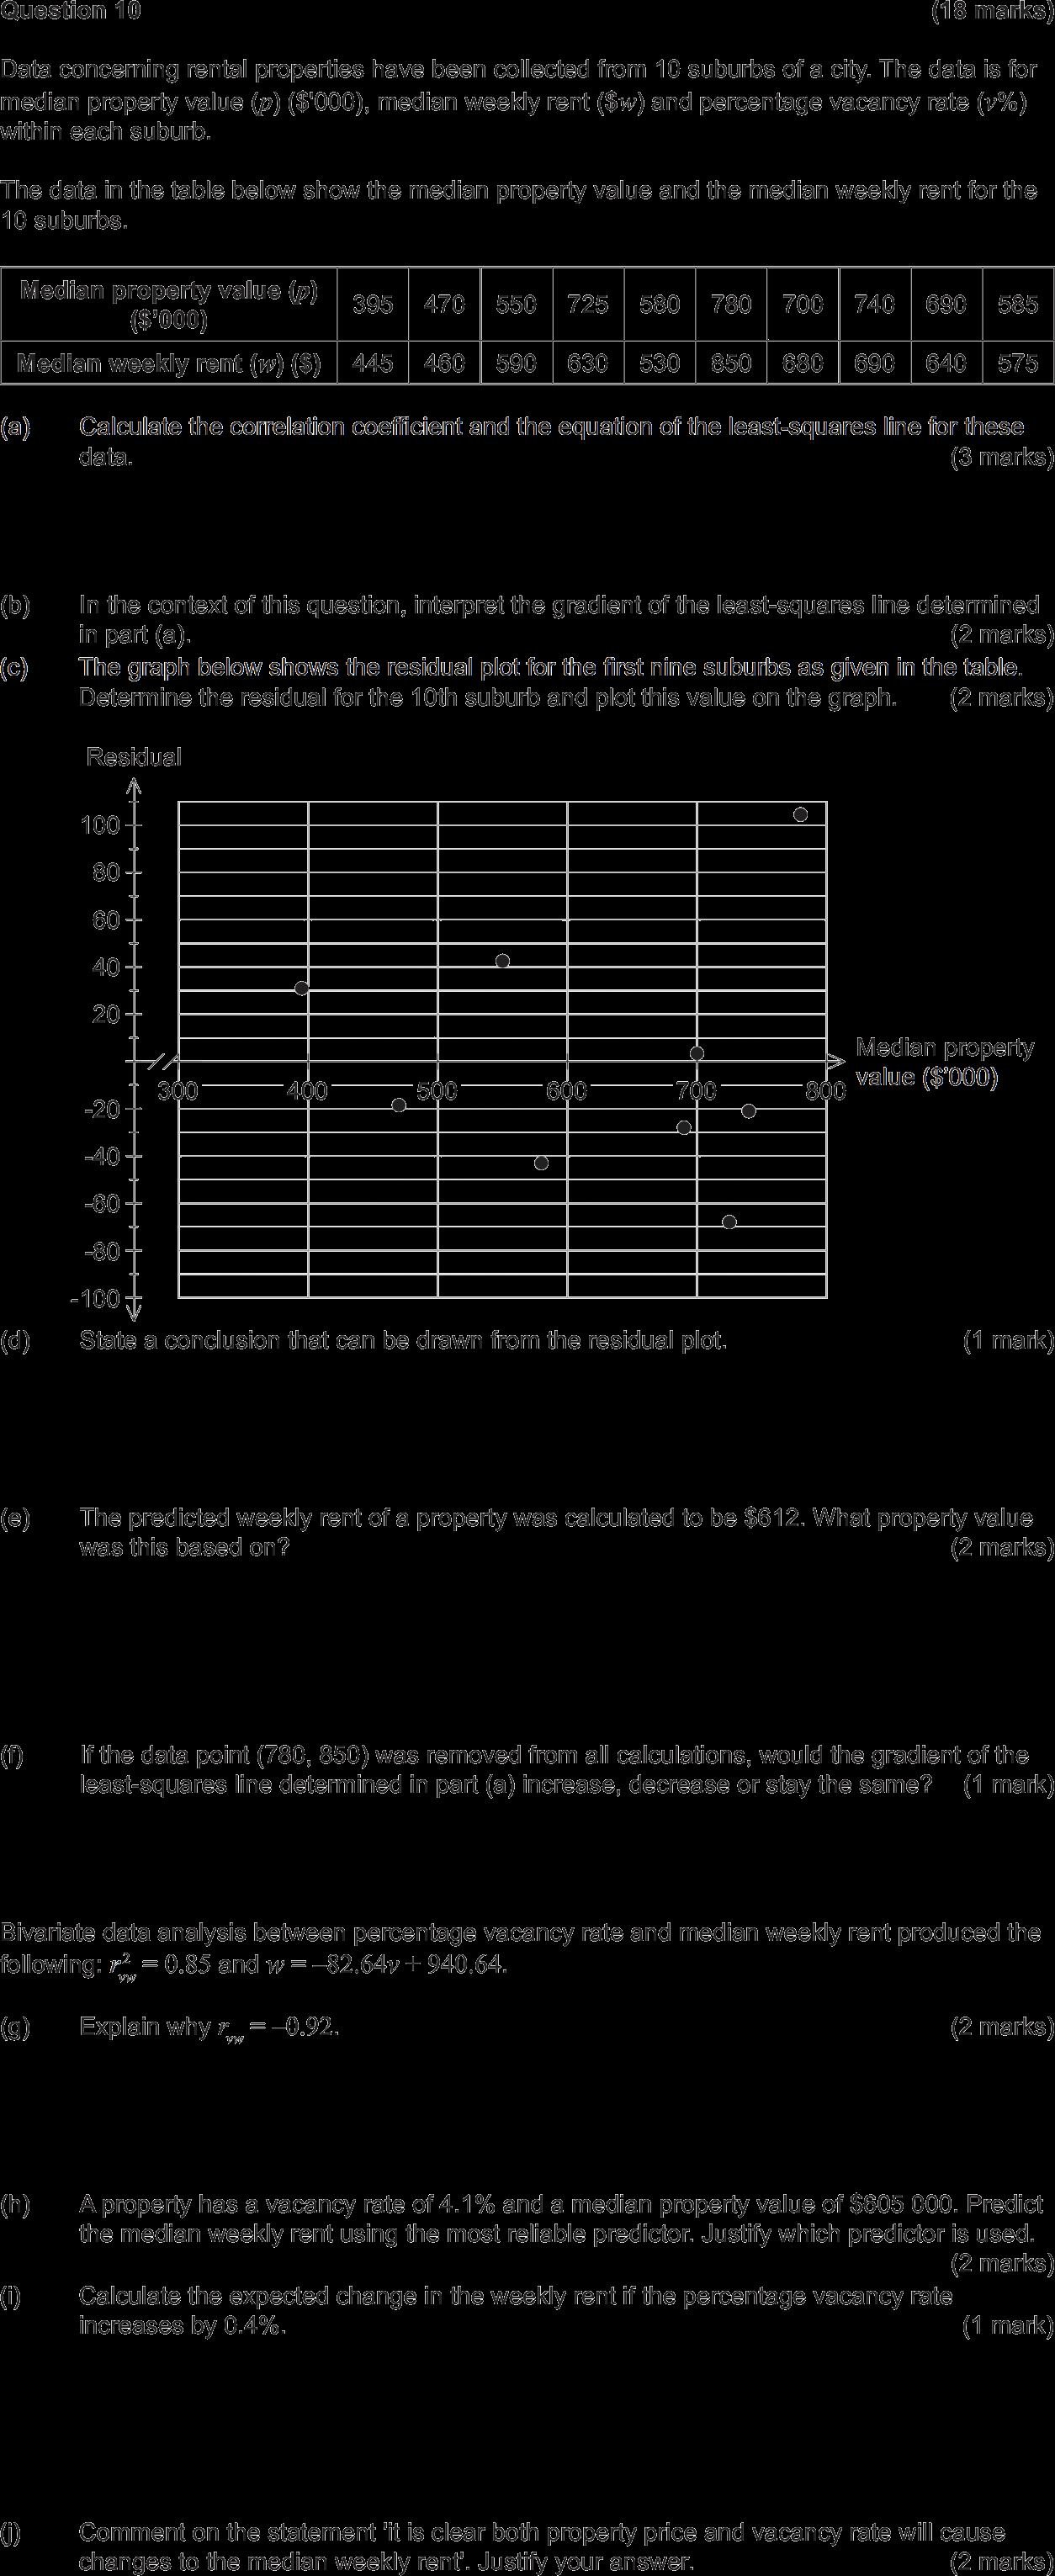 Question 10 (18 marks)
Data concerning rental properties have been collected from 10 suburbs of a city. The data is for
median property value (p) ($'000), median weekly rent ($w) and percentage vacancy rate (v%)
within each suburb.
The data in the table below show the median property value and the median weekly rent for the
10 suburbs.
Median property value (p) ($'000) 395 470 550 725 580 780 700 740 690 585
Median weekly rent (w) ($) 445 460 590 630 530 850 680 690 640 575
(a) Calculate the correlation coefficient and the equation of the least-squares line for these
data. (3 marks)
(b) In the context of this question, interpret the gradient of the least-squares line determined
in part (a). (2 marks)
(c) The graph below shows the residual plot for the first nine suburbs as given in the table.
Determine the residual for the 10th suburb and plot this value on the graph. (2 marks)
Residual
100
80
60
40
20
Median property
value ($'000)
300 400 500 600 700 800
-20
-40
-60
-80
-100
(d) State a conclusion that can be drawn from the residual plot. (1 mark)
(e) The predicted weekly rent of a property was calculated to be $612. What property value
was this based on? (2 marks)
(f) If the data point (780, 850) was removed from all calculations, would the gradient of the
least-squares line determined in part (a) increase, decrease or stay the same? (1 mark)
Bivariate data analysis between percentage vacancy rate and median weekly rent produced the
following: r²vw = 0.85 and w = –82.64v + 940.64.
(g) Explain why rvw = –0.92. (2 marks)
(h) A property has a vacancy rate of 4.1% and a median property value of $605 000. Predict
the median weekly rent using the most reliable predictor. Justify which predictor is used.
(2 marks)
(i) Calculate the expected change in the weekly rent if the percentage vacancy rate
increases by 0.4%. (1 mark)
(j) Comment on the statement 'it is clear both property price and vacancy rate will cause
changes to the median weekly rent'. Justify your answer. (2 marks)